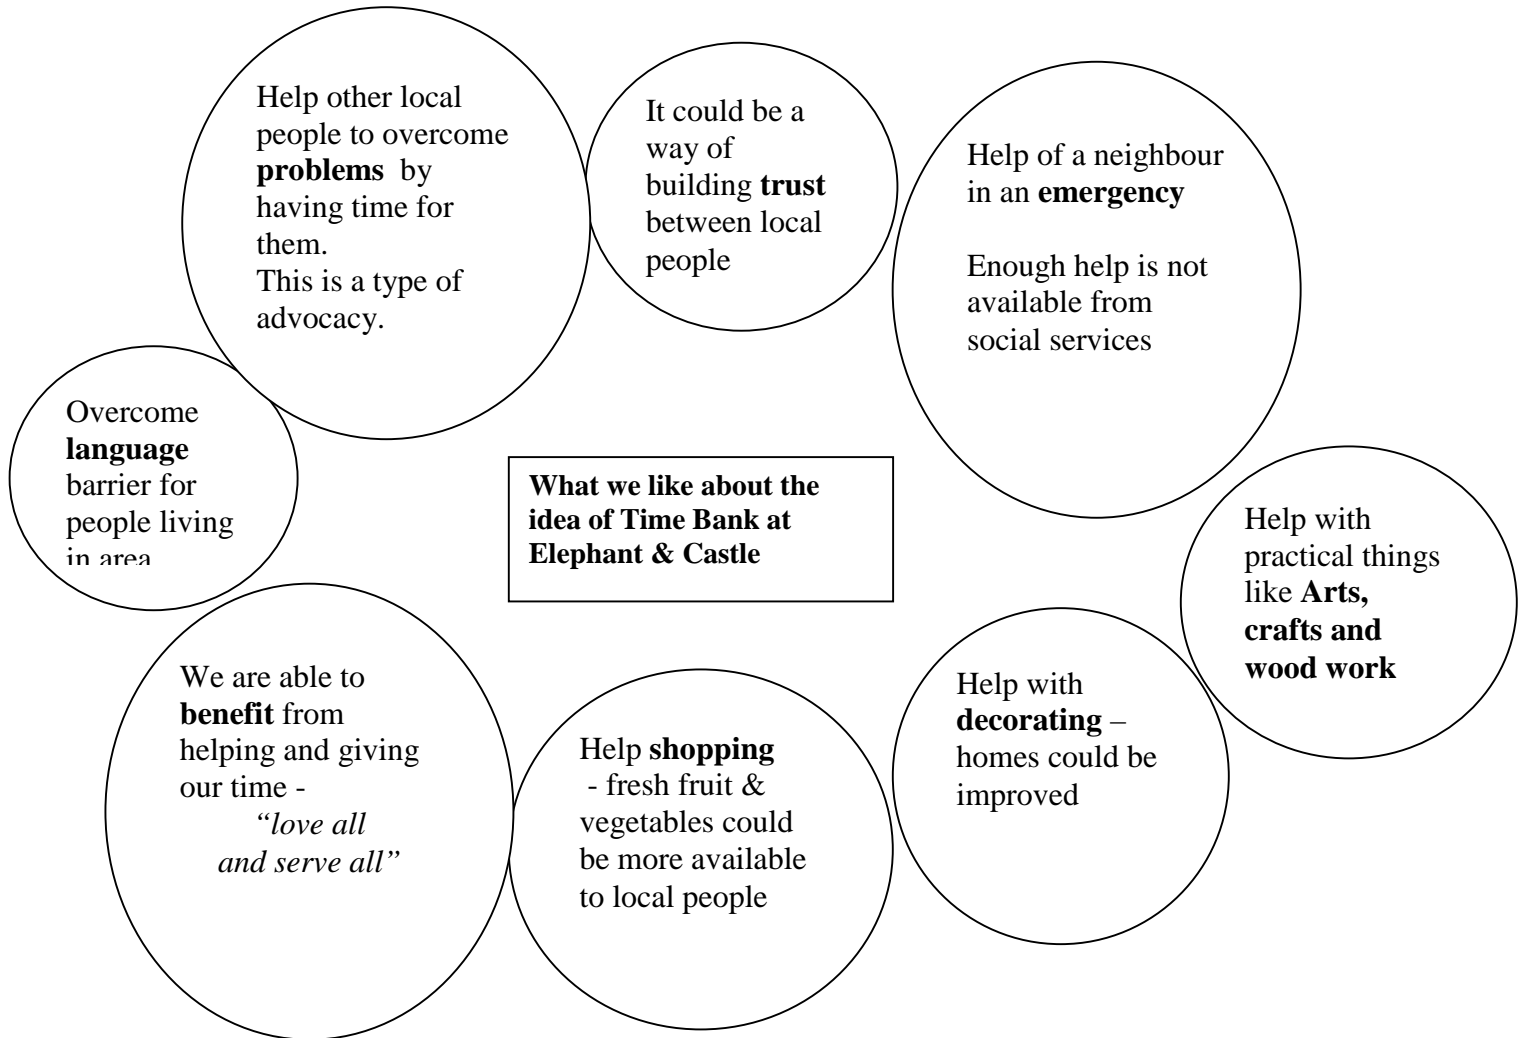 Help other local
people to overcome
problems by
having time for
them.
This is a type of
advocacy.
It could be a
way of
building trust
between local
people
Help of a neighbour
in an emergency
Enough help is not
available from
social services
Overcome
language
barrier for
people living
in area
What we like about the
idea of Time Bank at
Elephant & Castle
Help with
practical things
like Arts,
crafts and
wood work
We are able to
benefit from
helping and giving
our time -
“love all
and serve all”
Help shopping
- fresh fruit &
vegetables could
be more available
to local people
Help with
decorating –
homes could be
improved